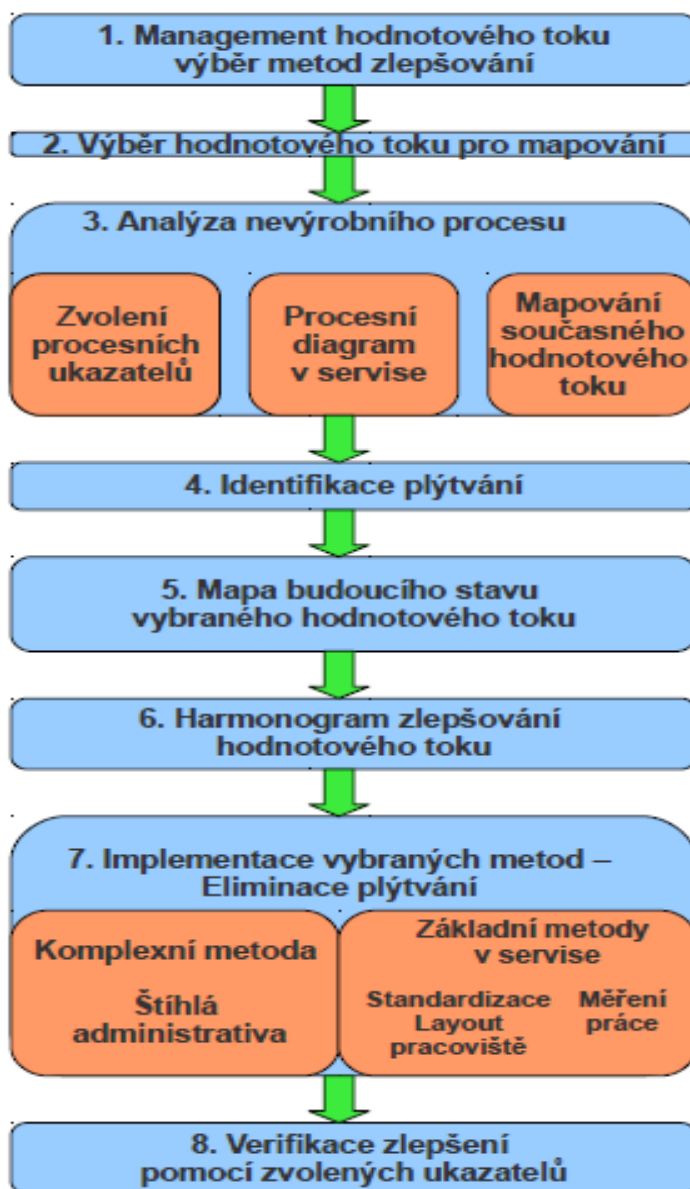 1. Management hodnotového toku
výběr metod zlepšování
2. Výběr hodnotového toku pro mapování
3. Analýza nevýrobního procesu
Zvolení
procesních
ukazatelů
Procesní
diagram
v servise
Mapování
současného
hodnotového
toku
4. Identifikace plýtvání
5. Mapa budoucího stavu
vybraného hodnotového toku
6. Harmonogram zlepšování
hodnotového toku
7. Implementace vybraných metod –
Eliminace plýtvání
Komplexní metoda
Štíhlá
administrativa
Základní metody
v servise
Standardizace
Layout
pracoviště
Měření
práce
8. Verifikace zlepšení
pomocí zvolených ukazatelů